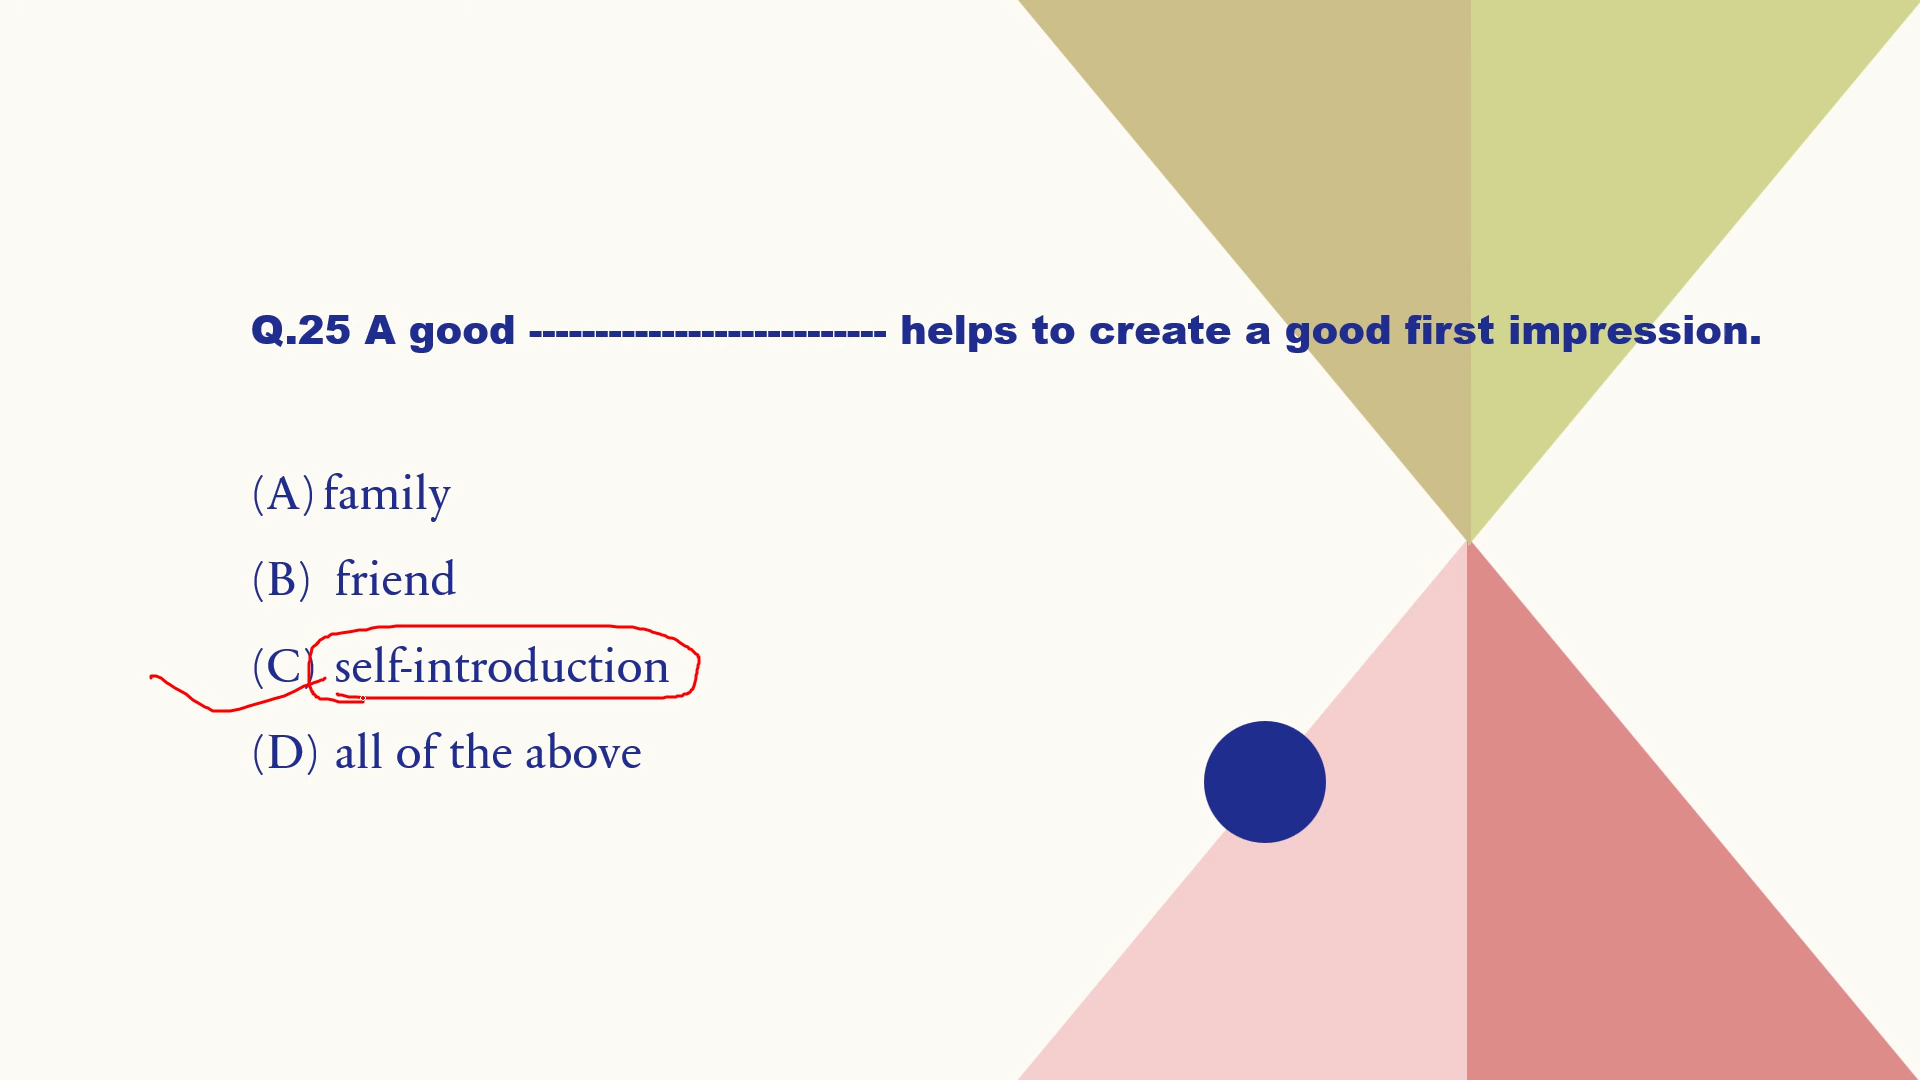 Q.25 A good --------------------------- helps to create a good first impression.
(A) family
(B) friend
(C) self-introduction
(D) all of the above